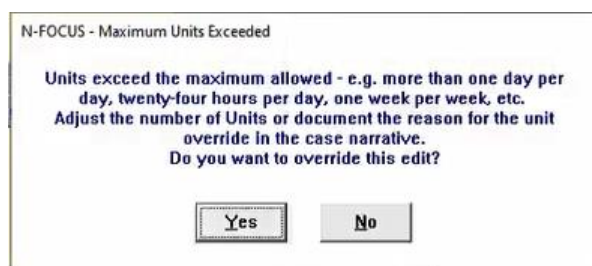 N-FOCUS - Maximum Units Exceeded
Units exceed the maximum allowed - e.g. more than one day per
day, twenty-four hours per day, one week per week, etc.
Adjust the number of Units or document the reason for the unit
override in the case narrative.
Do you want to override this edit?
Yes
No